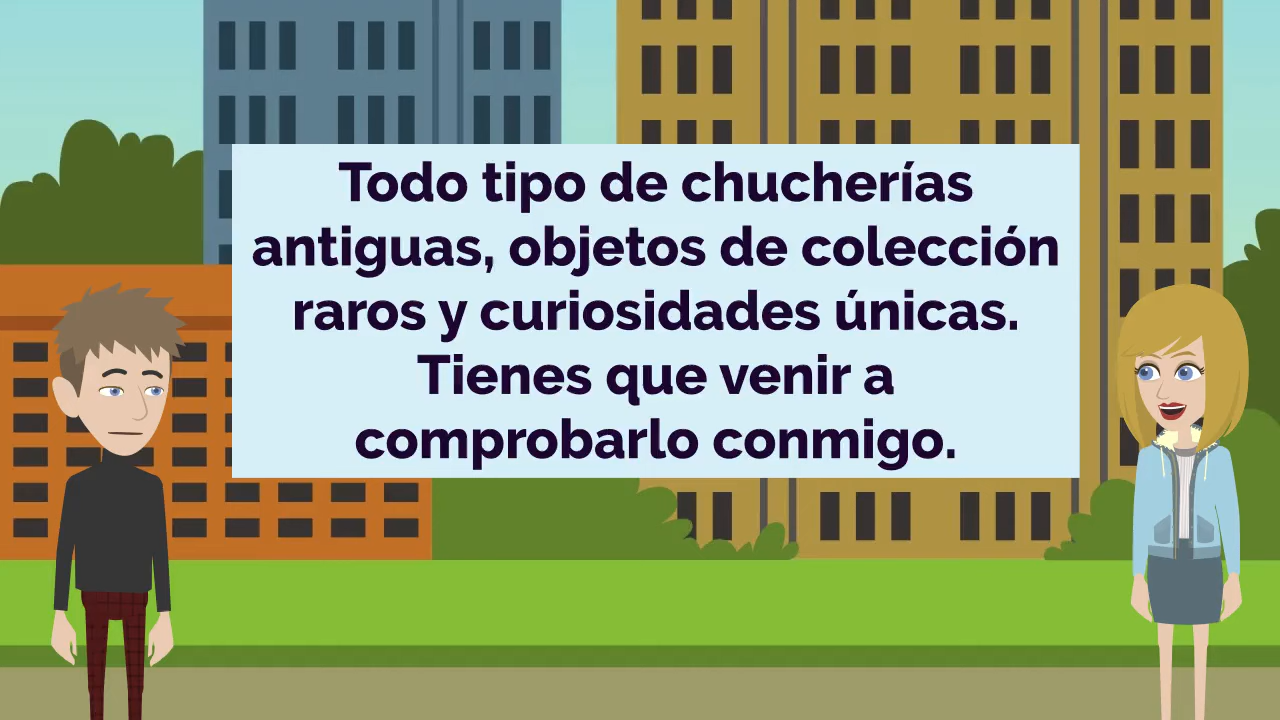 Todo tipo de chucherías
antiguas, objetos de colección
raros y curiosidades únicas.
Tienes que venir a
comprobarlo conmigo.